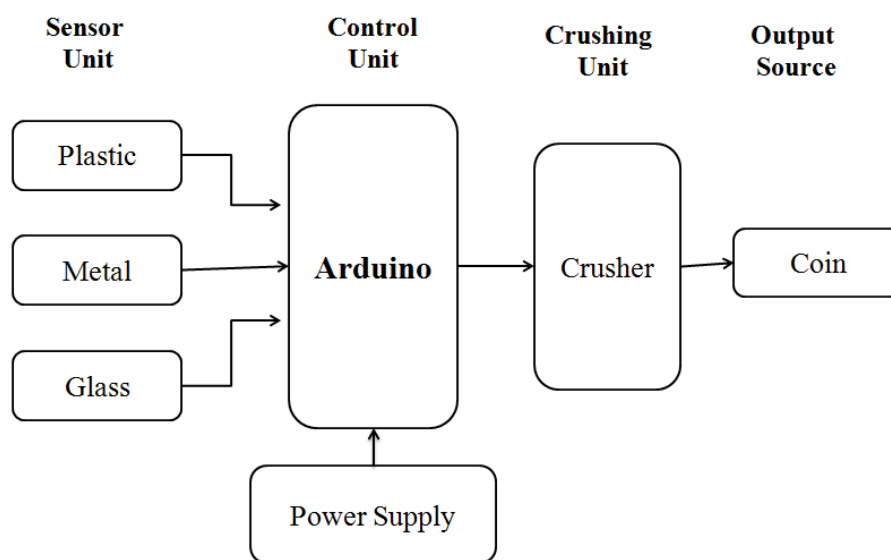 Sensor
Unit
Control
Unit
Crushing
Unit
Output
Source
Plastic
Metal
Glass
Arduino
Crusher
Coin
Power Supply